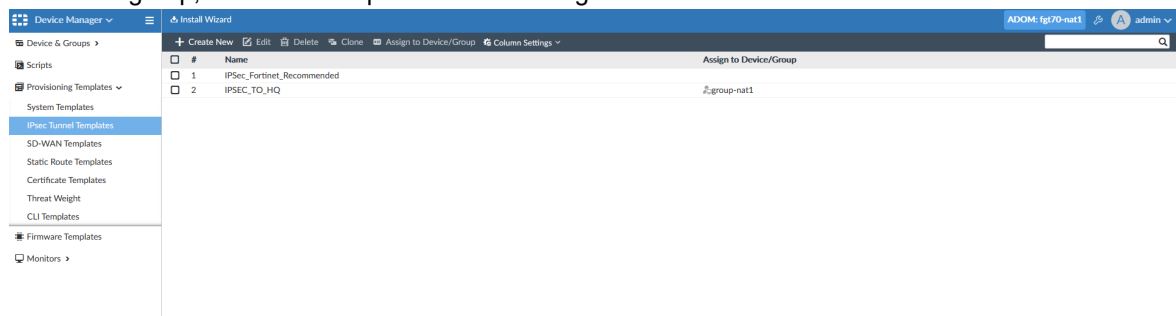 Device Manager
Install Wizard
ADOM: fgt70-nat1
A
admin
Device & Groups
Create New Edit Delete Clone Assign to Device/Group Column Settings
Scripts
# Name Assign to Device/Group
1 IPSec_Fortinet_Recommended
Provisioning Templates
2 IPSEC_TO_HQ group-nat1
System Templates
IPsec Tunnel Templates
SD-WAN Templates
Static Route Templates
Certificate Templates
Threat Weight
CLI Templates
Firmware Templates
Monitors